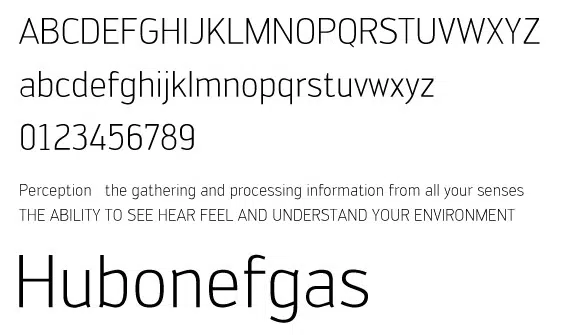 ABCDEFGHIJKLMNOPQRSTUVWXYZ
abcdefghijklmnopqrstuvwxyz
0123456789
Perception the gathering and processing information from all your senses
THE ABILITY TO SEE HEAR FEEL AND UNDERSTAND YOUR ENVIRONMENT
Hubonefgas